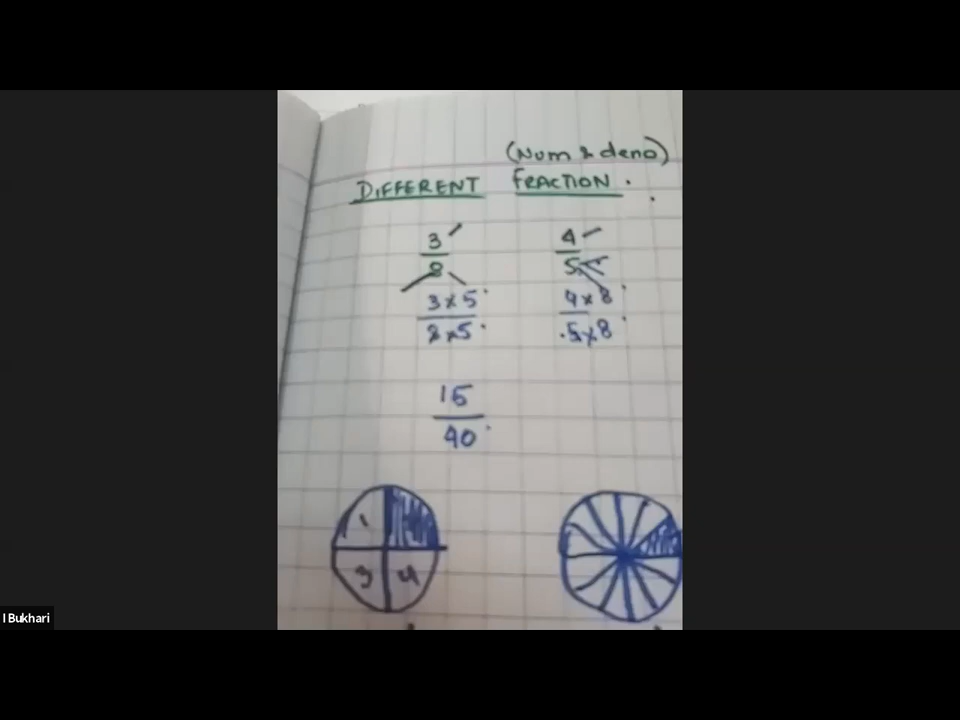 (Num & deno)
DIFFERENT FRACTION.
3 4
8 5
3 x 5 4 x 8
8 x 5 5 x 8
15
40
1
3 4
I Bukhari